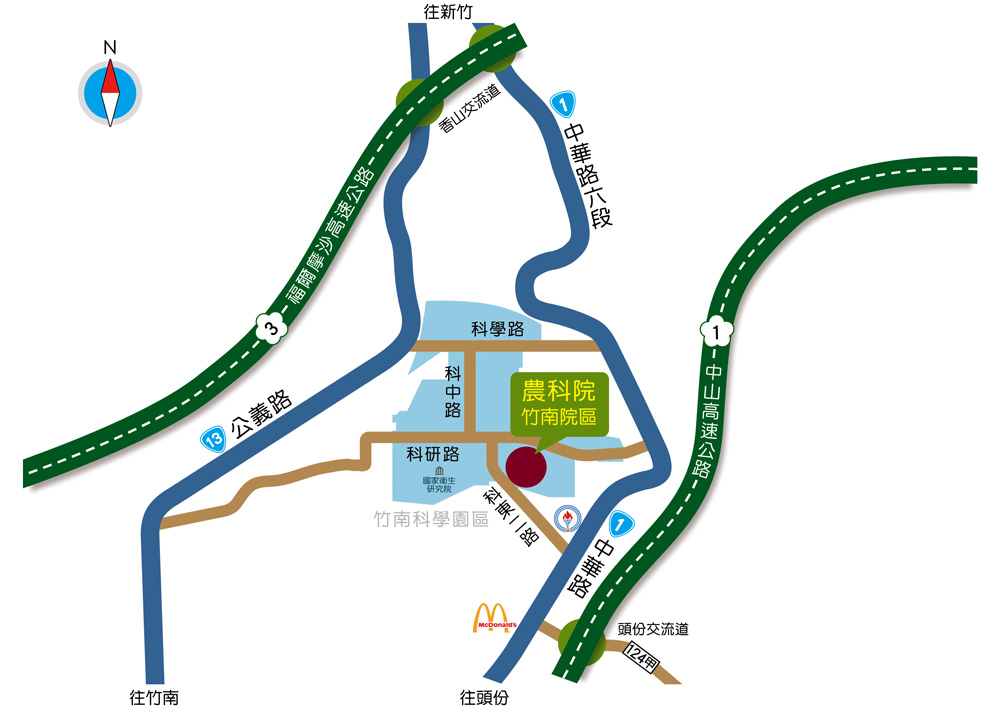 往新竹
N
香山交流道
1
中華路六段
福爾摩沙高速公路
3
1
中山高速公路
科學路
科中路
農科院
竹南院區
13
公義路
科研路
國家衛生
研究院
竹南科學園區
科東二路
1
中華路
McDonald's
頭份交流道
124甲
往竹南
往頭份